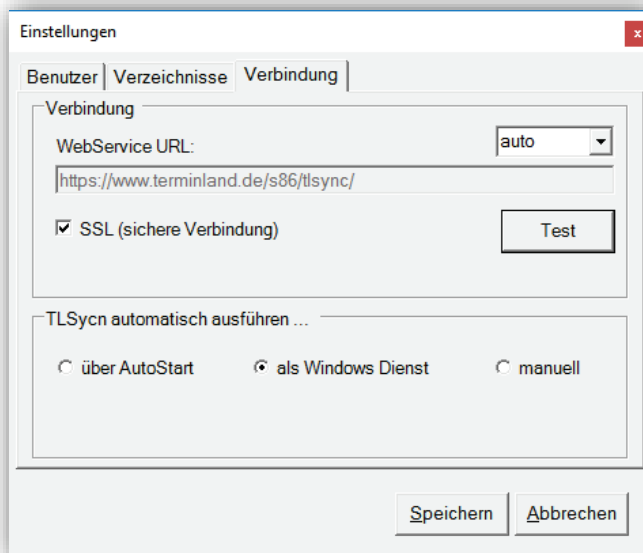 Einstellungen
x
Benutzer Verzeichnisse Verbindung
Verbindung
WebService URL: auto
https://www.terminland.de/s86/tlsync/
SSL (sichere Verbindung) Test
TLSycn automatisch ausführen ...
über AutoStart als Windows Dienst manuell
Speichern Abbrechen